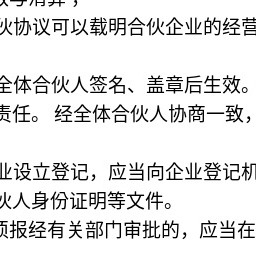 伙协议可以载明合伙企业的经营
全体合伙人签名、盖章后生效。
责任。 经全体合伙人协商一致，
业设立登记，应当向企业登记机
伙人身份证明等文件。
须报经有关部门审批的，应当在